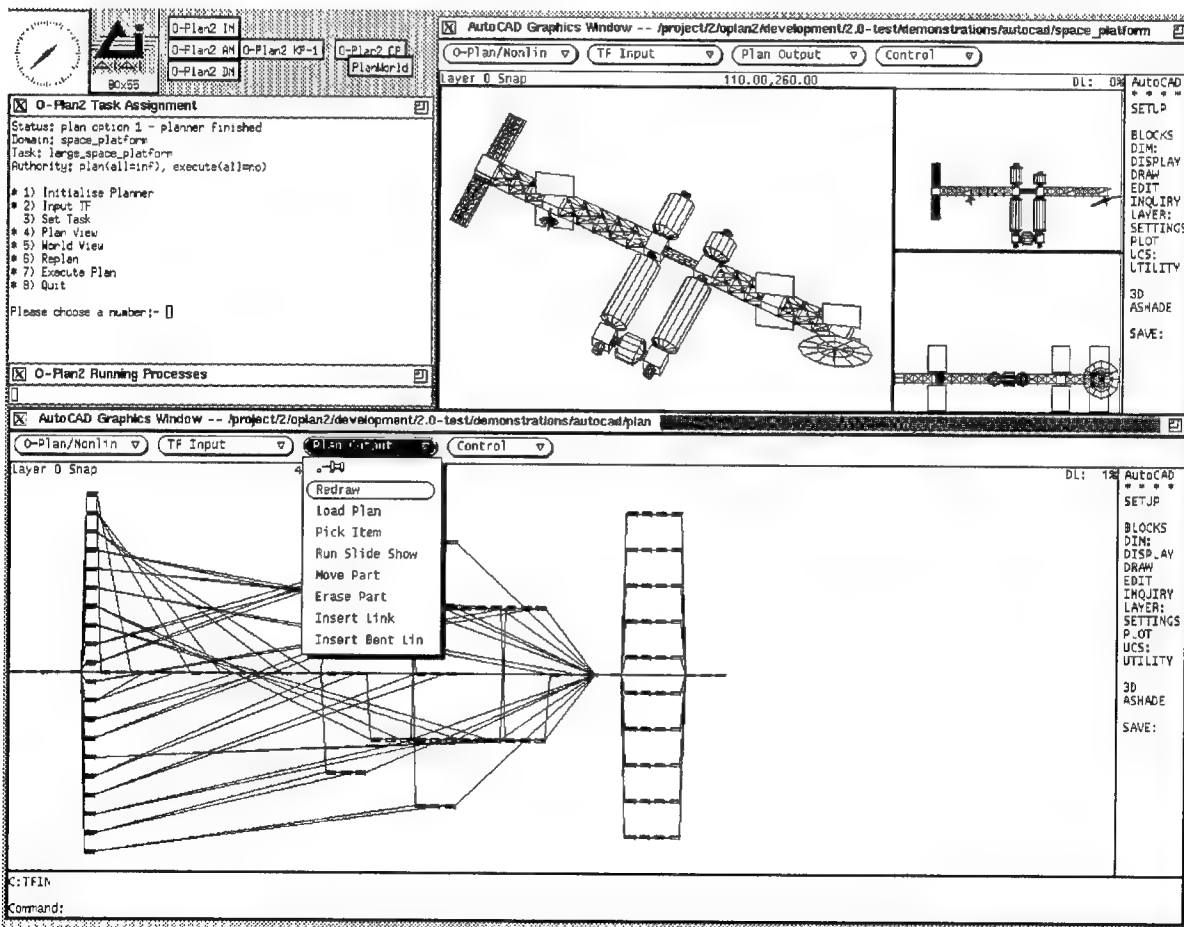 O-Plan2 IM
O-Plan2 AM
O-Plan2 KP-1
O-Plan2 CP
PlanWorld
O-Plan2 DM
80x55
O-Plan2 Task Assignment
Status: plan option 1 - planner finished
Domain: space_platform
Task: large_space_platform
Authority: plan(all=inf), execute(all=no)
* 1) Initialise Planner
* 2) Input TF
3) Set Task
* 4) Plan View
* 5) World View
* 6) Replan
* 7) Execute Plan
* 8) Quit
Please choose a number:-
O-Plan2 Running Processes
AutoCAD Graphics Window -- /project/2/oplan2/development/2.0-test/demonstrations/autocad/space_platform
O-Plan/Nonlin
TF Input
Plan Output
Control
Layer 0 Snap
110.00,260.00
DL: 0%
AutoCAD
* * * *
SETUP
BLOCKS
DIM:
DISPLAY
DRAW
EDIT
INQUIRY
LAYER:
SETTINGS
PLOT
UCS:
UTILITY
3D
ASHADE
SAVE:
AutoCAD Graphics Window -- /project/2/oplan2/development/2.0-test/demonstrations/autocad/plan
O-Plan/Nonlin
TF Input
Plan Output
Control
Layer 0 Snap
4
DL: 1%
Redraw
Load Plan
Pick Item
Run Slide Show
Move Part
Erase Part
Insert Link
Insert Bent Lin
AutoCAD
* * * *
SETUP
BLOCKS
DIM:
DISPLAY
DRAW
EDIT
INQUIRY
LAYER:
SETTINGS
PLOT
UCS:
UTILITY
3D
ASHADE
SAVE:
C:TFIN
Command: